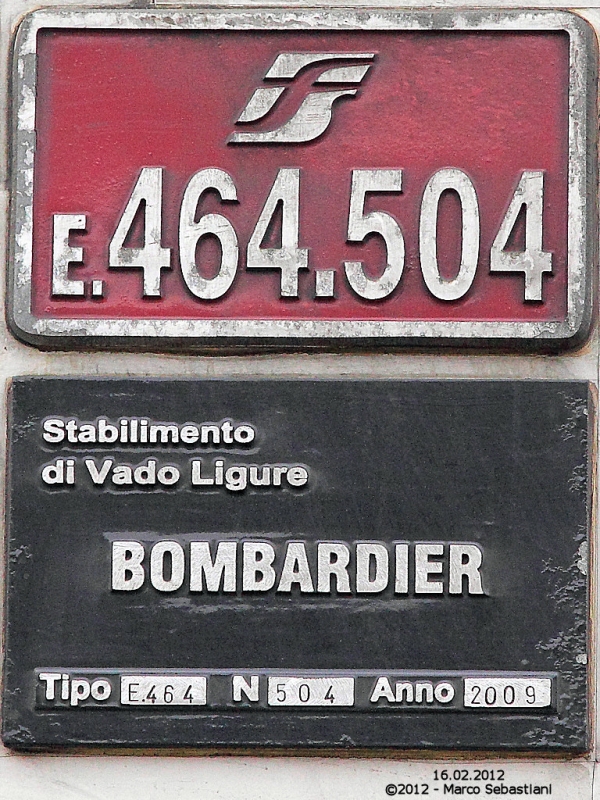 E.464.504
Stabilimento
di Vado Ligure
BOMBARDIER
Tipo E.464 N 504 Anno 2009
16.02.2012
©2012 - Marco Sebastiani